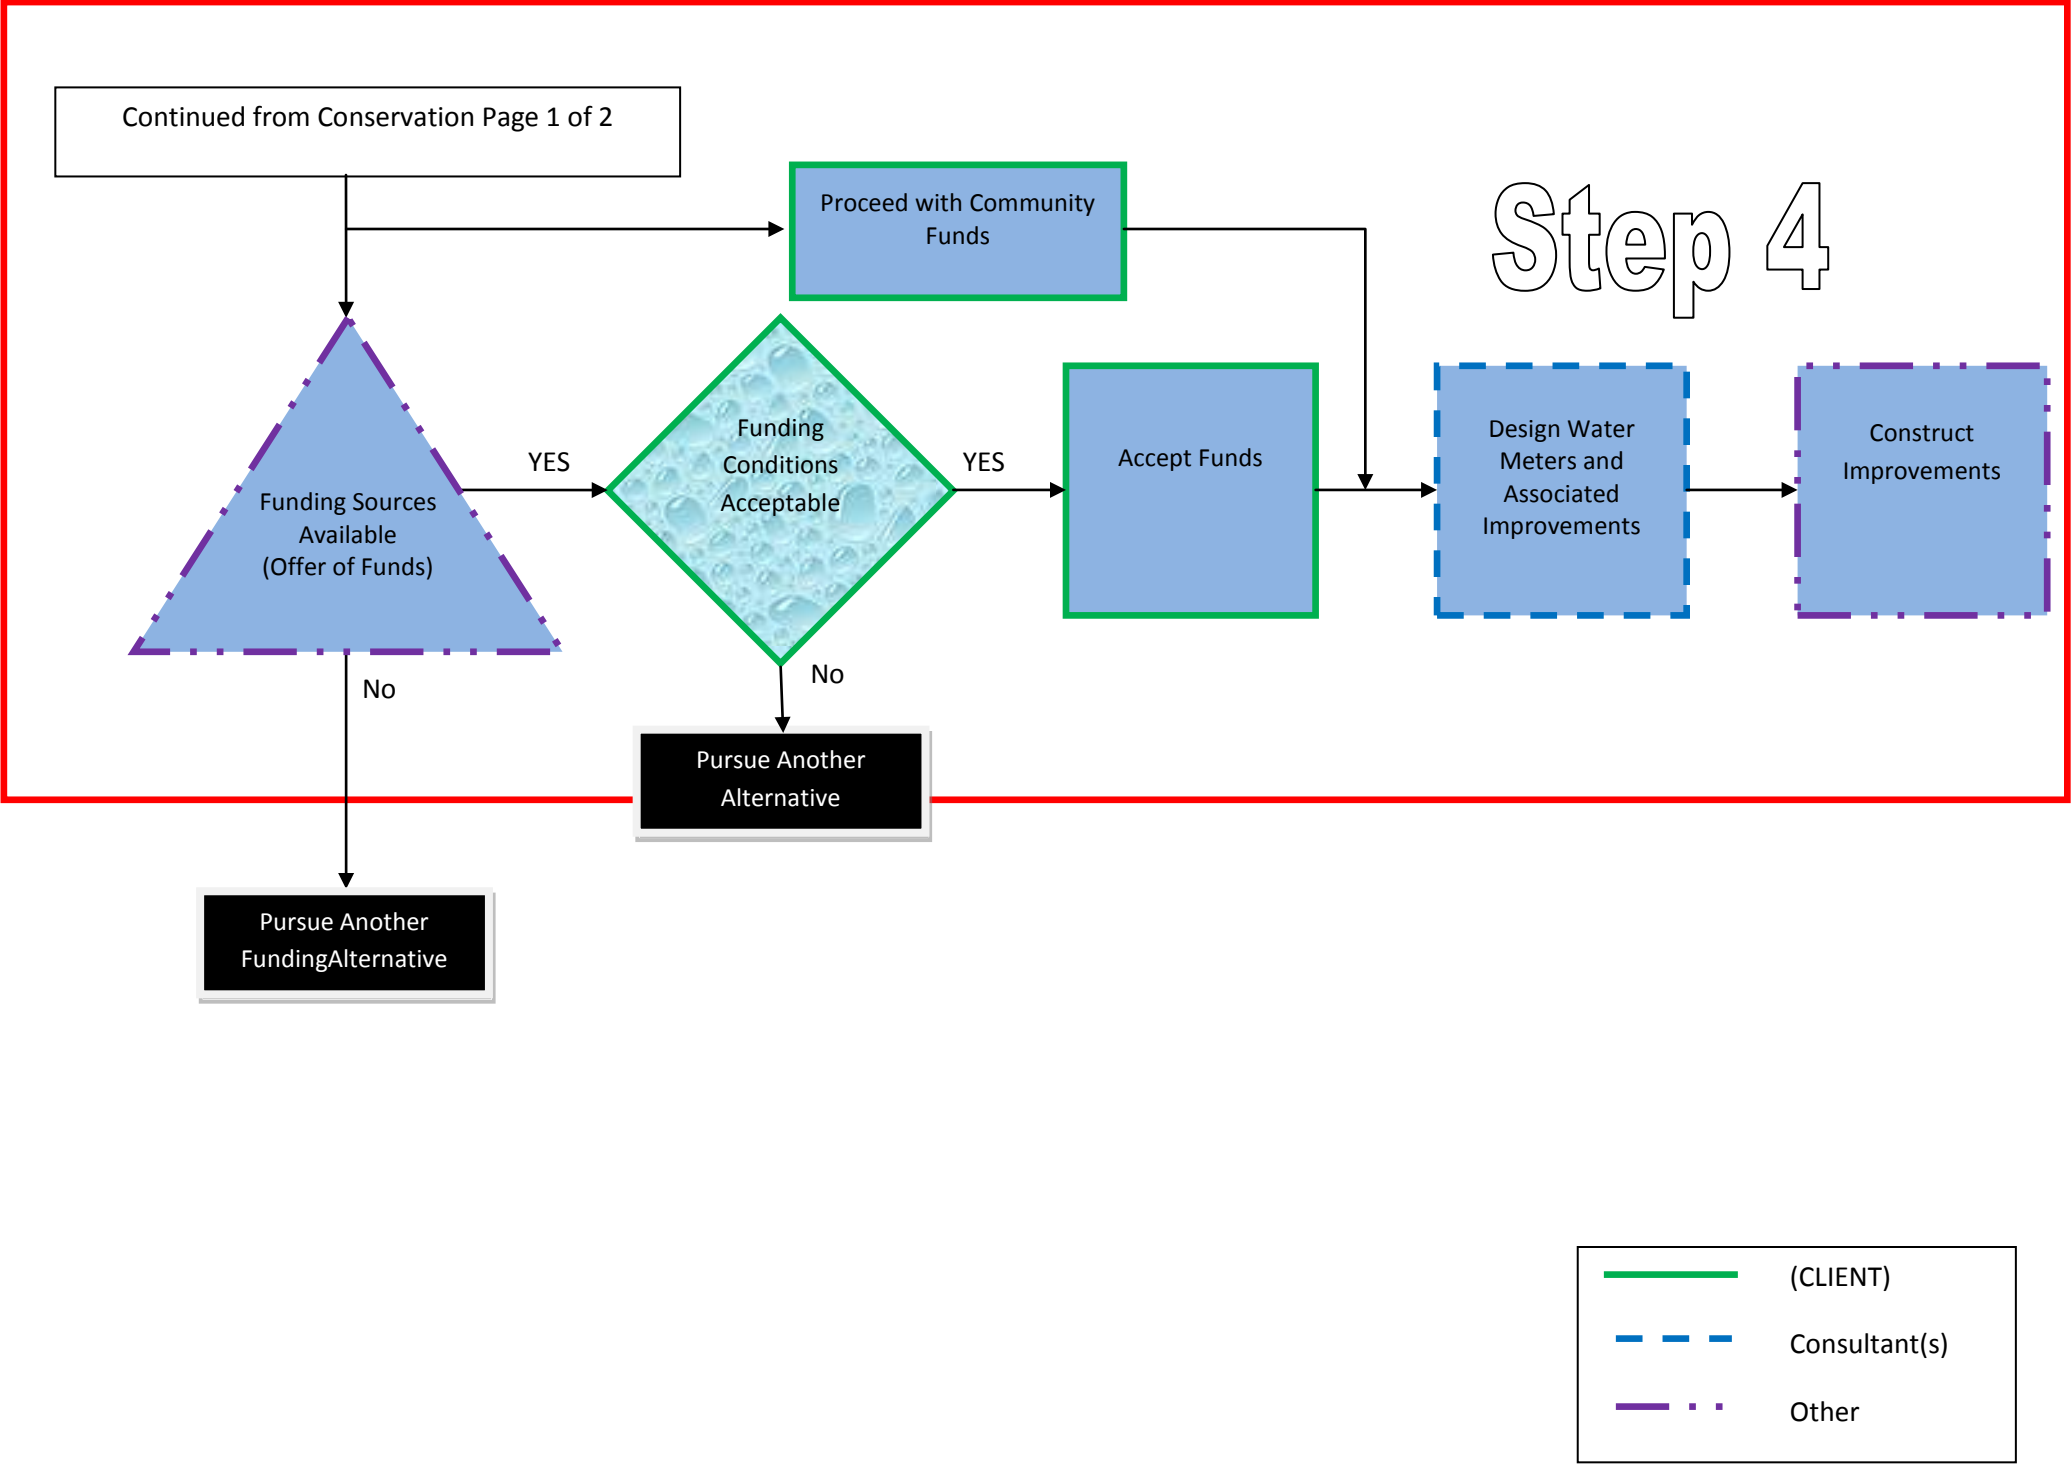 Continued from Conservation Page 1 of 2
Proceed with Community
Funds
Step 4
Funding Sources
Available
(Offer of Funds)
YES
Funding
Conditions
Acceptable
YES
Accept Funds
Design Water
Meters and
Associated
Improvements
Construct
Improvements
No
No
Pursue Another
Alternative
Pursue Another
FundingAlternative
(CLIENT)
Consultant(s)
Other